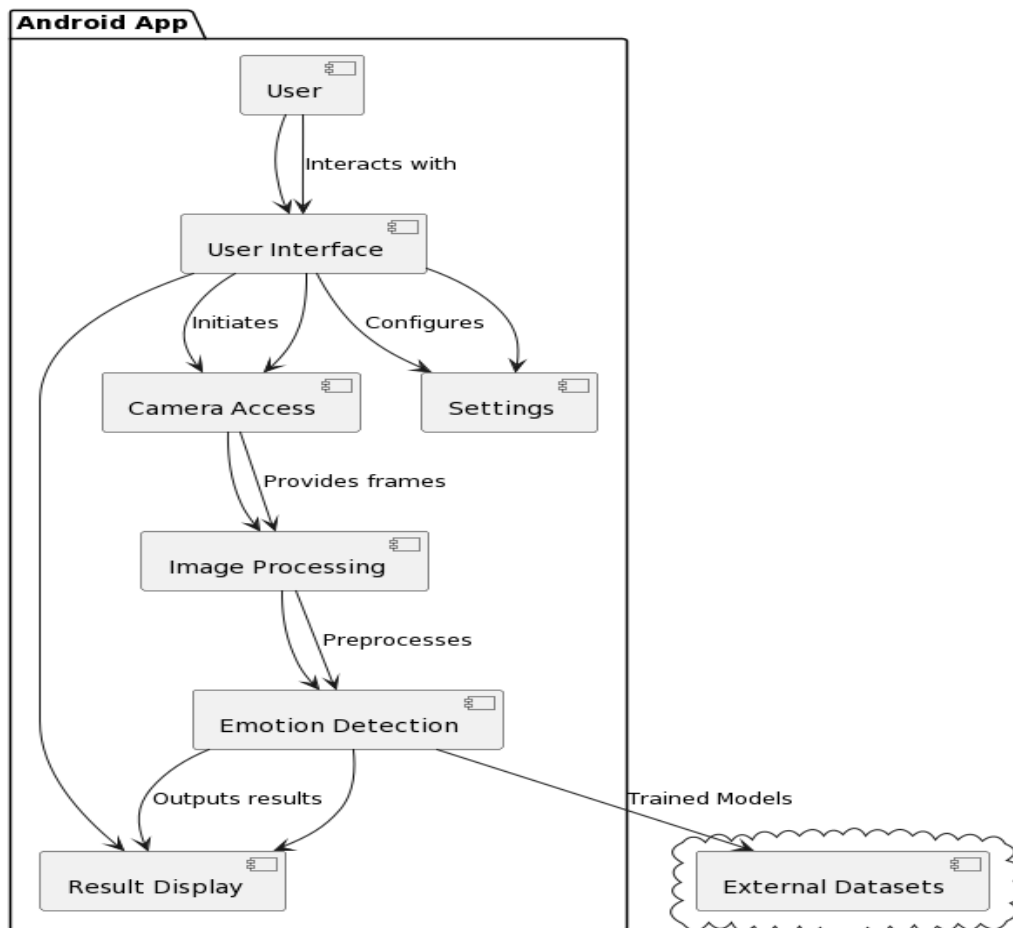 Android App
User
Interacts with
User Interface
Initiates
Configures
Camera Access
Settings
Provides frames
Image Processing
Preprocesses
Emotion Detection
Outputs results
Trained Models
Result Display
External Datasets